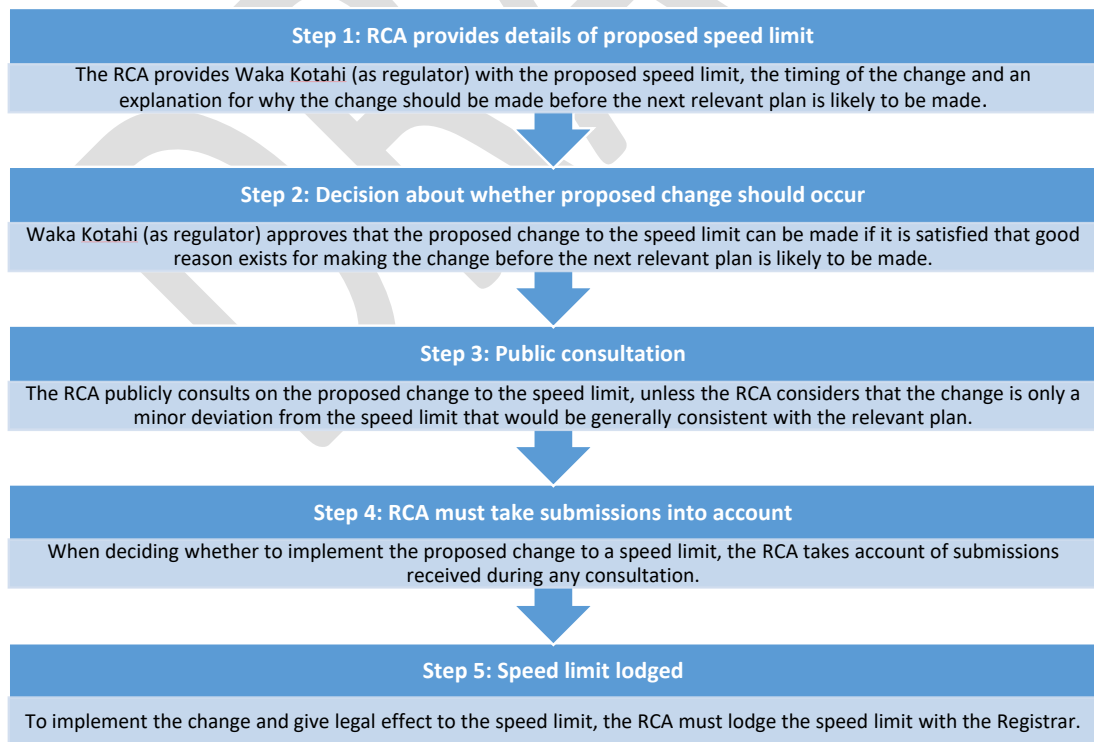 Step 1: RCA provides details of proposed speed limit
The RCA provides Waka Kotahi (as regulator) with the proposed speed limit, the timing of the change and an
explanation for why the change should be made before the next relevant plan is likely to be made.
Step 2: Decision about whether proposed change should occur
Waka Kotahi (as regulator) approves that the proposed change to the speed limit can be made if it is satisfied that good
reason exists for making the change before the next relevant plan is likely to be made.
Step 3: Public consultation
The RCA publicly consults on the proposed change to the speed limit, unless the RCA considers that the change is only a
minor deviation from the speed limit that would be generally consistent with the relevant plan.
Step 4: RCA must take submissions into account
When deciding whether to implement the proposed change to a speed limit, the RCA takes account of submissions
received during any consultation.
Step 5: Speed limit lodged
To implement the change and give legal effect to the speed limit, the RCA must lodge the speed limit with the Registrar.